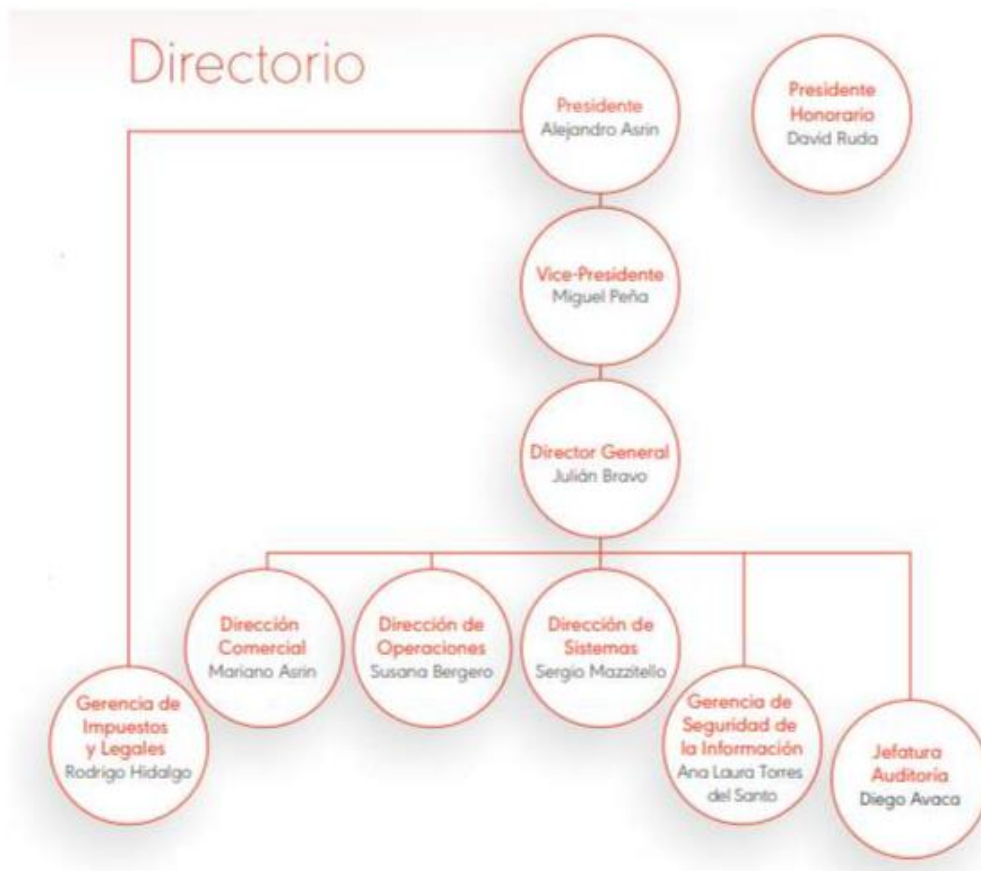 Directorio
Presidente
Alejandro Asrin
Presidente
Honorario
David Ruda
Vice-Presidente
Miguel Peña
Director General
Julián Bravo
Dirección
Comercial
Mariano Asrin
Dirección de
Operaciones
Susana Bergero
Dirección de
Sistemas
Sergio Mazzitello
Gerencia de
Impuestos
y Legales
Rodrigo Hidalgo
Gerencia de
Seguridad de
la Información
Ana Laura Torres
del Santo
Jefatura
Auditoría
Diego Avaca